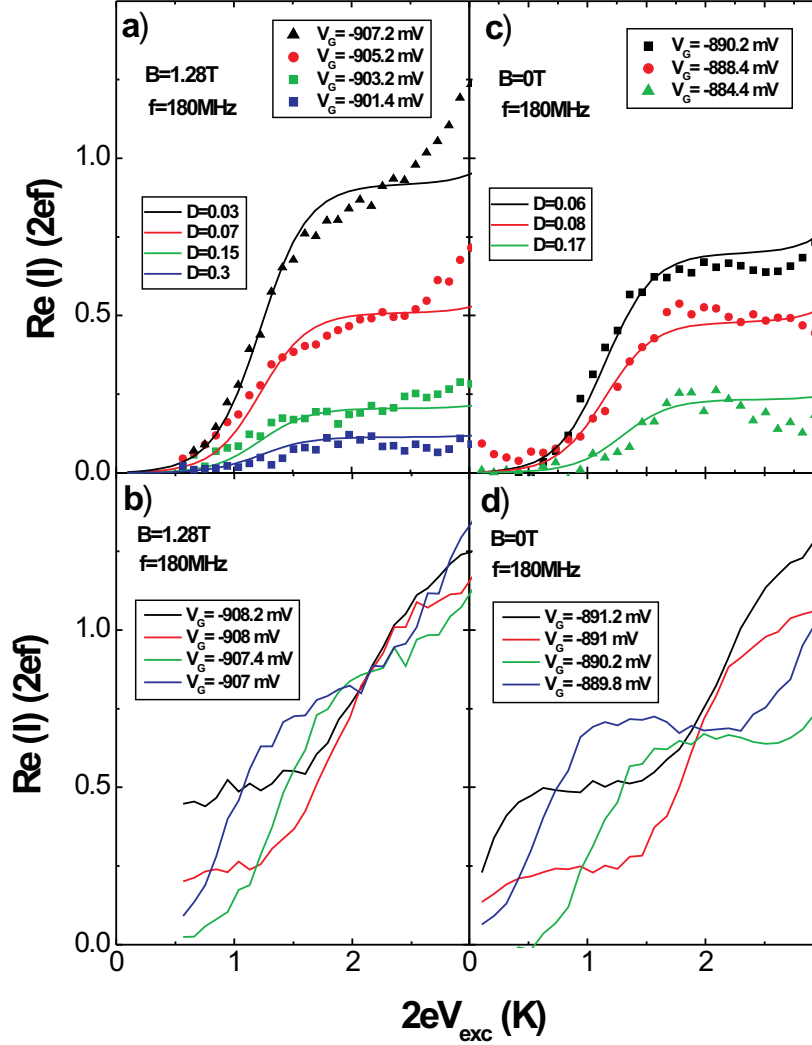 a)
B=1.28T
f=180MHz
V_G= -907.2 mV
V_G= -905.2 mV
V_G= -903.2 mV
V_G= -901.4 mV
D=0.03
D=0.07
D=0.15
D=0.3
Re (I) (2ef)
1.0
0.5
0.0
c)
B=0T
f=180MHz
V_G= -890.2 mV
V_G= -888.4 mV
V_G= -884.4 mV
D=0.06
D=0.08
D=0.17
b)
B=1.28T
f=180MHz
V_G= -908.2 mV
V_G= -908 mV
V_G= -907.4 mV
V_G= -907 mV
Re (I) (2ef)
1.0
0.5
0.0
0 1 2
d)
B=0T
f=180MHz
V_G= -891.2 mV
V_G= -891 mV
V_G= -890.2 mV
V_G= -889.8 mV
0 1 2
2eV_exc (K)